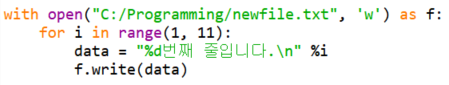 with open("C:/Programming/newfile.txt", 'w') as f:
    for i in range(1, 11):
        data = "%d번째 줄입니다.\n" %i
        f.write(data)